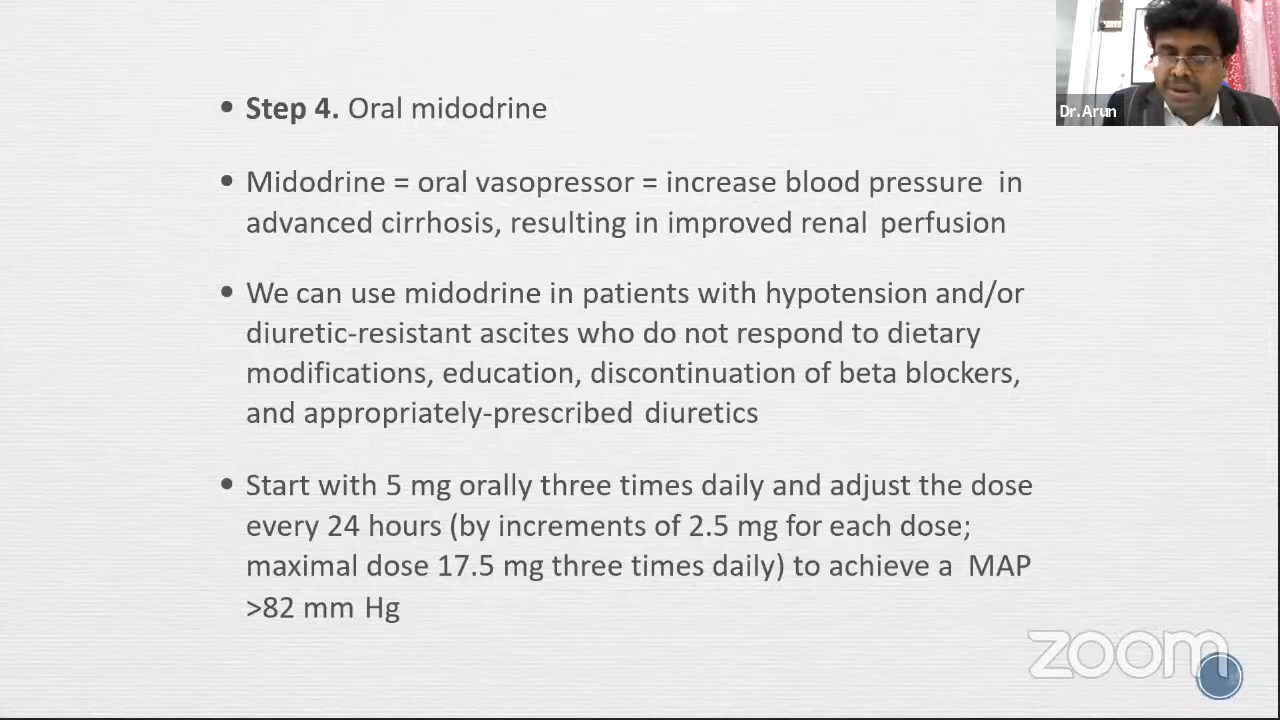 Dr.Arun
• Step 4. Oral midodrine
• Midodrine = oral vasopressor = increase blood pressure in
advanced cirrhosis, resulting in improved renal perfusion
• We can use midodrine in patients with hypotension and/or
diuretic-resistant ascites who do not respond to dietary
modifications, education, discontinuation of beta blockers,
and appropriately-prescribed diuretics
• Start with 5 mg orally three times daily and adjust the dose
every 24 hours (by increments of 2.5 mg for each dose;
maximal dose 17.5 mg three times daily) to achieve a MAP
>82 mm Hg
zoom